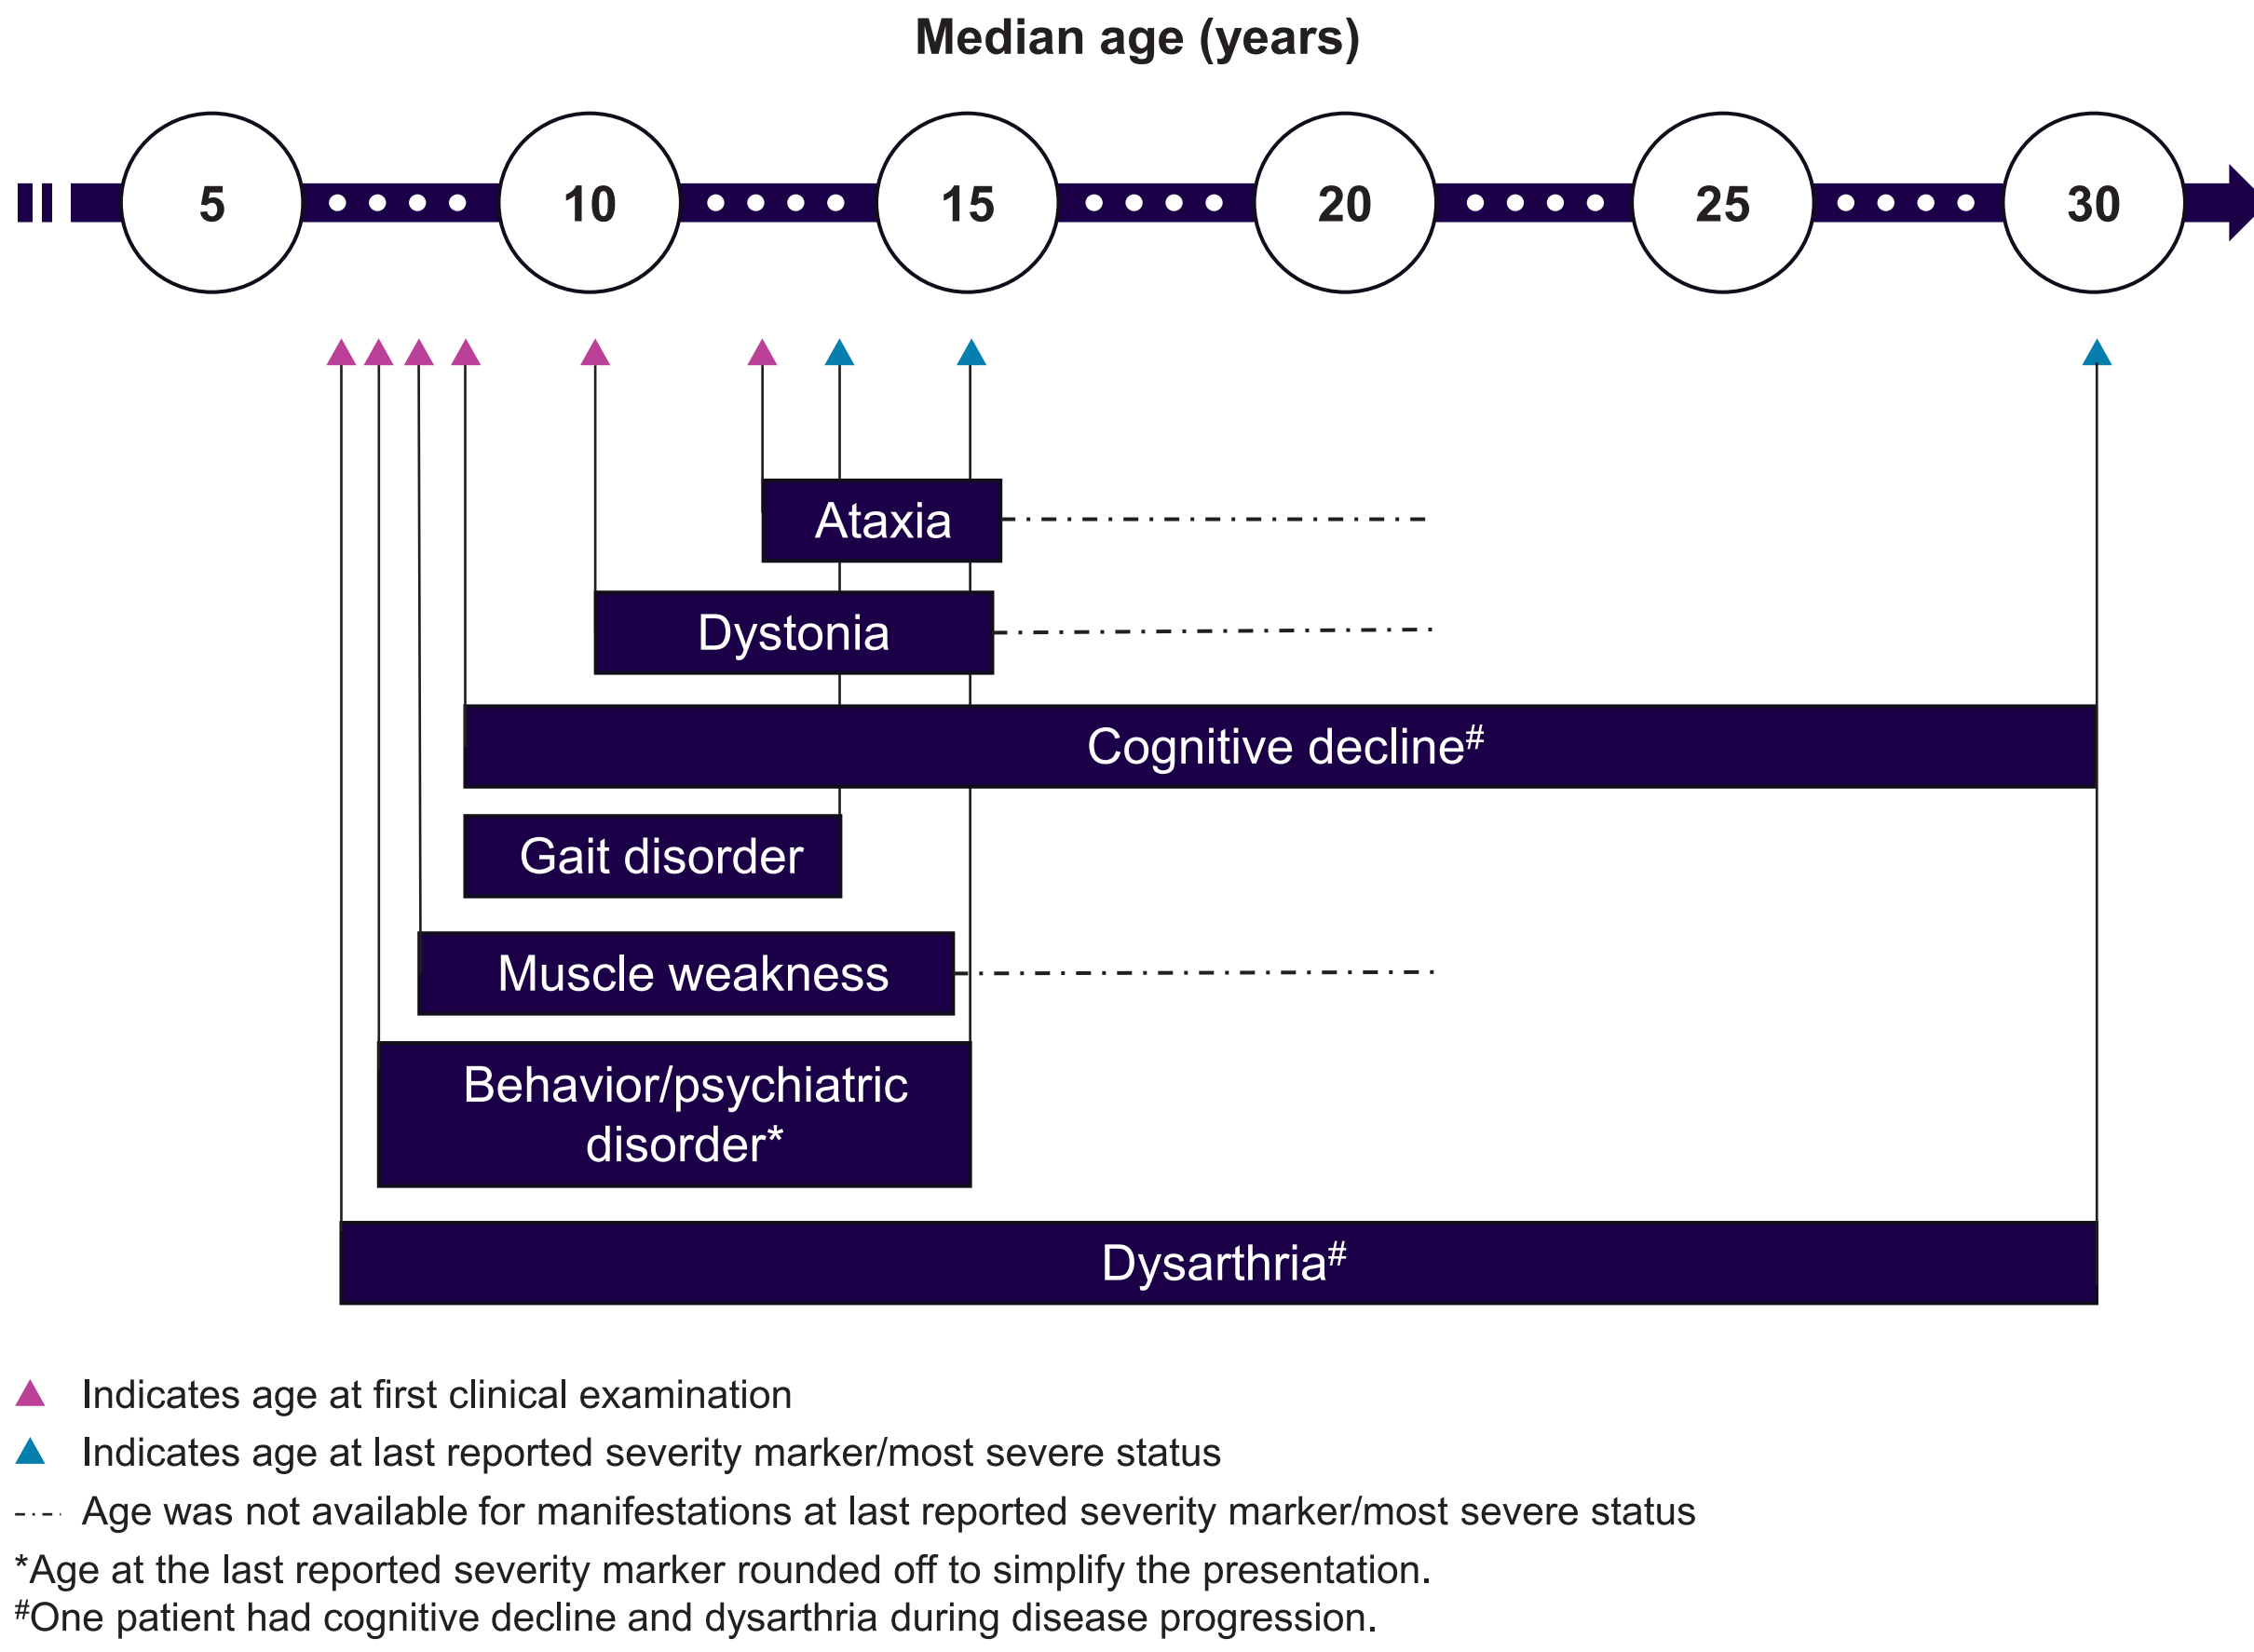 Median age (years)
5 10 15 20 25 30
Ataxia
Dystonia
Cognitive decline#
Gait disorder
Muscle weakness
Behavior/psychiatric
disorder*
Dysarthria#
Indicates age at first clinical examination
Indicates age at last reported severity marker/most severe status
Age was not available for manifestations at last reported severity marker/most severe status
*Age at the last reported severity marker rounded off to simplify the presentation.
#One patient had cognitive decline and dysarthria during disease progression.